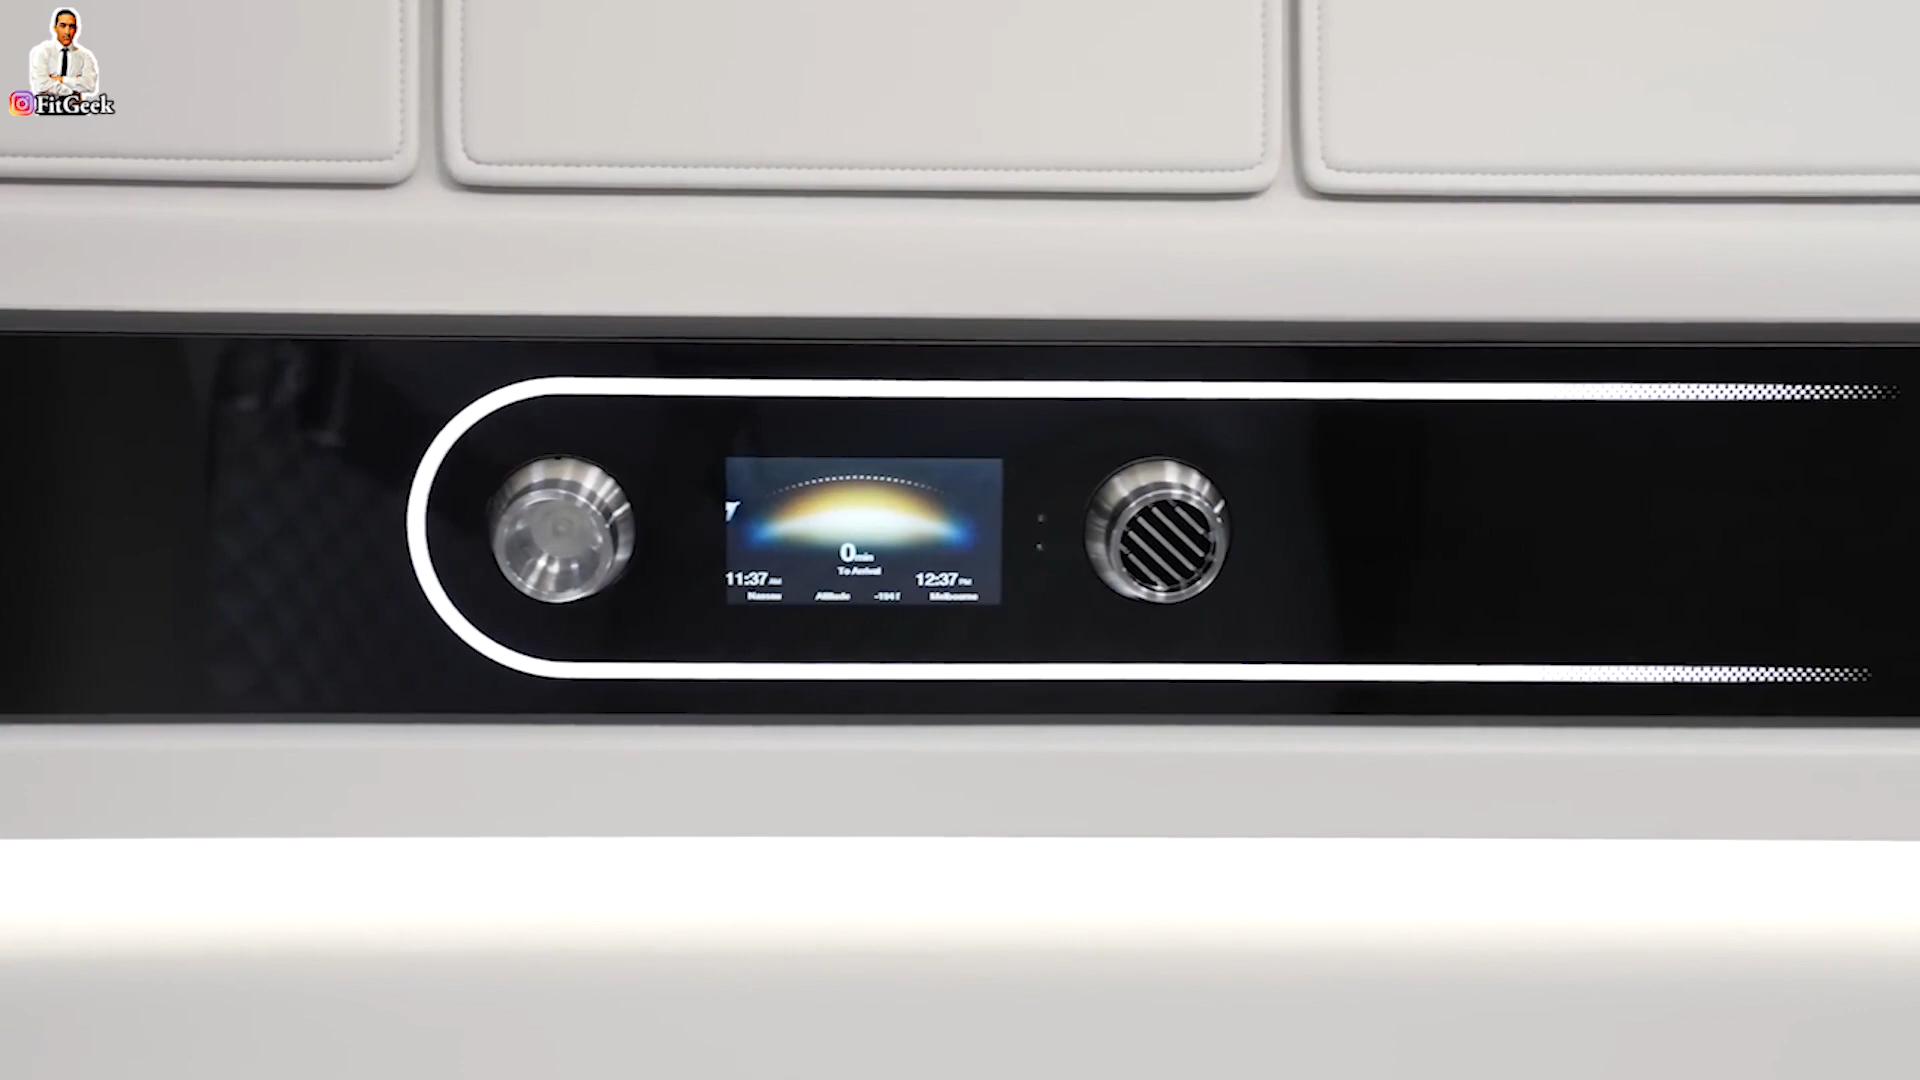 FitGeek
0min
To Arrival
11:37 AM
12:37 PM
Nassau
Altitude
Melbourne